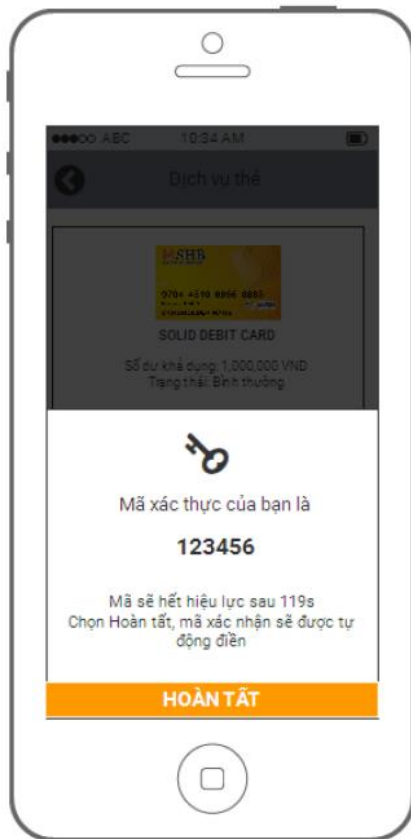 ABC 10:34 AM
Dịch vụ thẻ
SHB
SOLID DEBIT CARD
Số dư khả dụng: 1,000,000 VND
Trạng thái: Bình thường
Mã xác thực của bạn là
123456
Mã sẽ hết hiệu lực sau 119s
Chọn Hoàn tất, mã xác nhận sẽ được tự
động điền
HOÀN TẤT